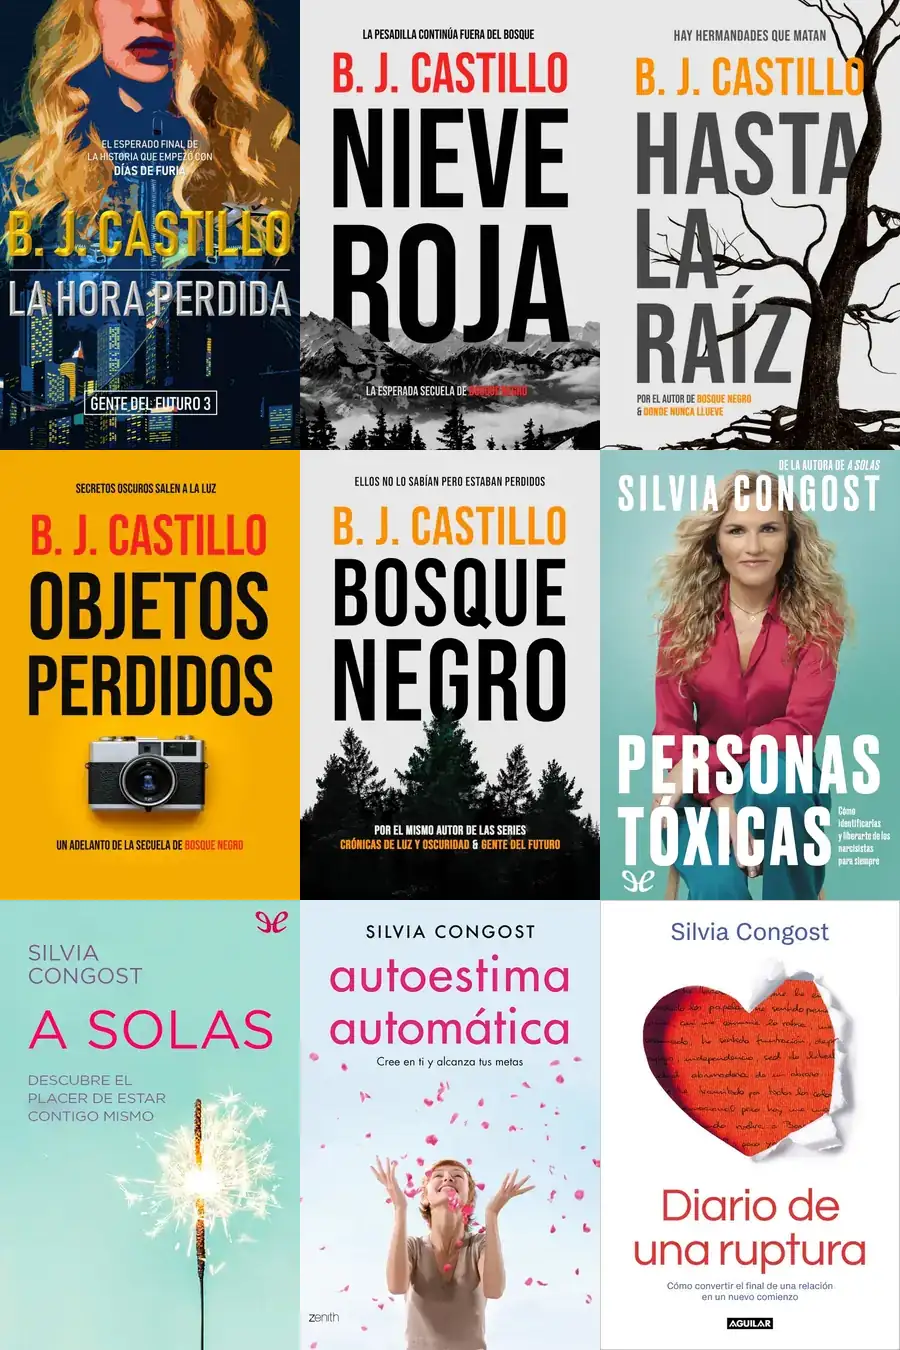 EL ESPERADO FINAL DE
LA HISTORIA QUE EMPEZÓ CON
DÍAS DE FURIA
B. J. CASTILLO
LA HORA PERDIDA
GENTE DEL FUTURO 3
LA PESADILLA CONTINÚA FUERA DEL BOSQUE
B. J. CASTILLO
NIEVE
ROJA
LA ESPERADA SECUELA DE BOSQUE NEGRO
HAY HERMANDADES QUE MATAN
B. J. CASTILLO
HASTA
LA
RAÍZ
POR EL AUTOR DE BOSQUE NEGRO
& DONDE NUNCA LLUEVE
SECRETOS OSCUROS SALEN A LA LUZ
B. J. CASTILLO
OBJETOS
PERDIDOS
UN ADELANTO DE LA SECUELA DE BOSQUE NEGRO
ELLOS NO LO SABÍAN PERO ESTABAN PERDIDOS
B. J. CASTILLO
BOSQUE
NEGRO
POR EL MISMO AUTOR DE LAS SERIES
CRÓNICAS DE LUZ Y OSCURIDAD & GENTE DEL FUTURO
DE LA AUTORA DE A SOLAS
SILVIA CONGOST
PERSONAS
TÓXICAS
Cómo
identificarlas
y liberarte de los
narcisistas
para siempre
SILVIA
CONGOST
A SOLAS
DESCUBRE EL
PLACER DE ESTAR
CONTIGO MISMO
SILVIA CONGOST
autoestima
automática
Cree en ti y alcanza tus metas
zenith
Silvia Congost
Diario de
una ruptura
Cómo convertir el final de una relación
en un nuevo comienzo
AGUILAR